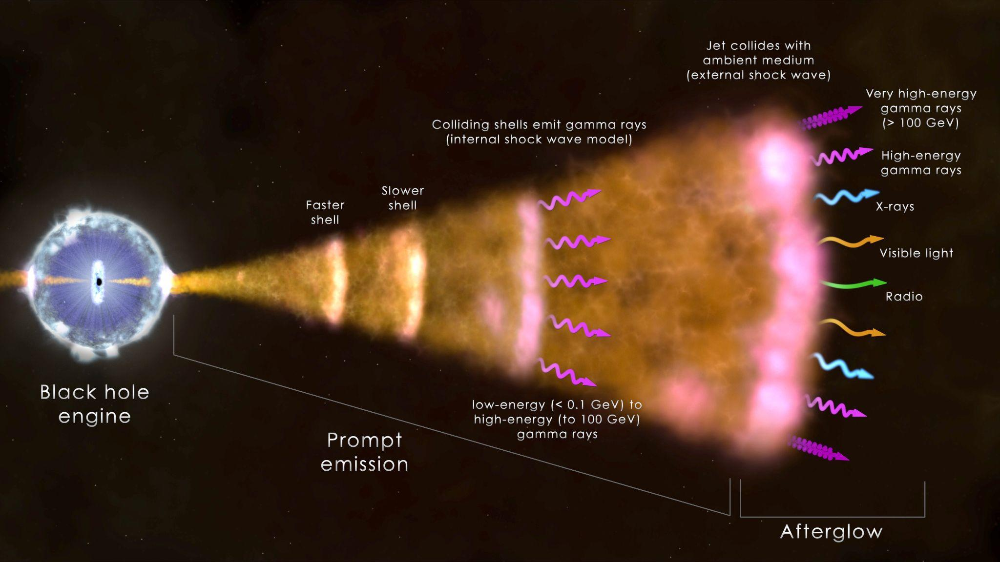 Jet collides with
ambient medium
(external shock wave)
Very high-energy
gamma rays
(> 100 GeV)
Colliding shells emit gamma rays
(internal shock wave model)
High-energy
gamma rays
Slower
shell
Faster
shell
X-rays
Visible light
Radio
Black hole
engine
low-energy (< 0.1 GeV) to
high-energy (to 100 GeV)
gamma rays
Prompt
emission
Afterglow